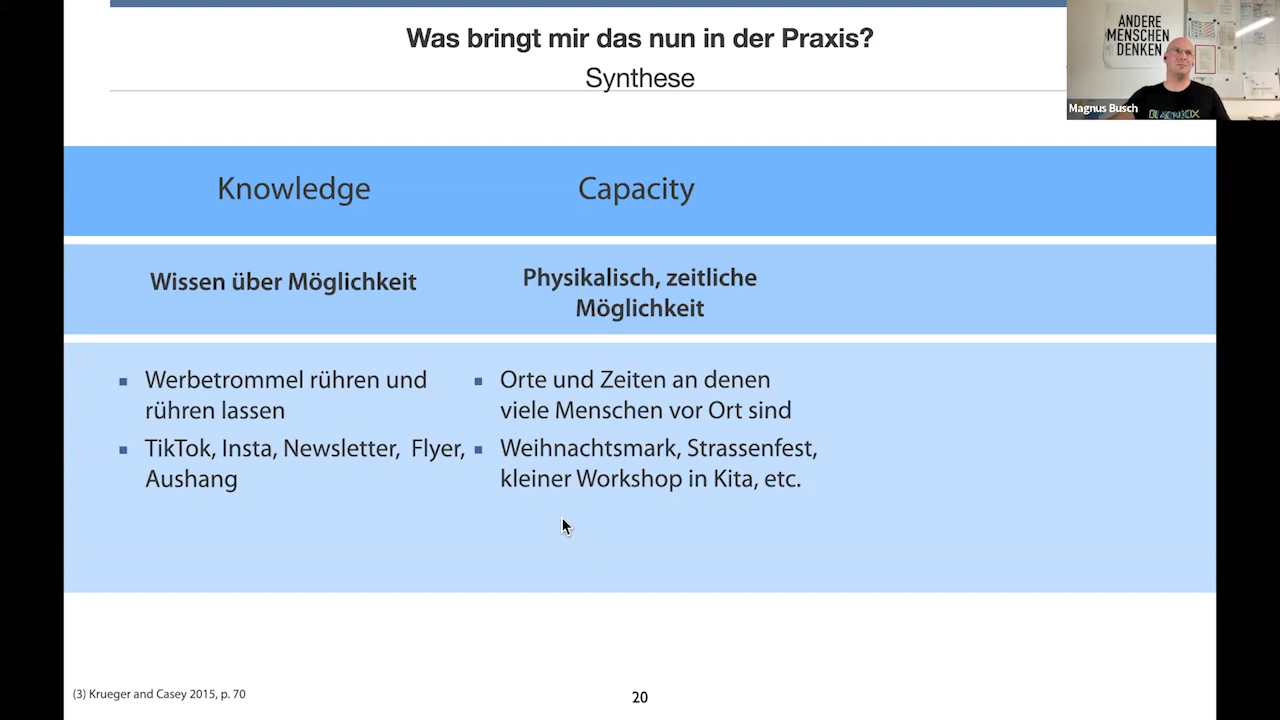 Was bringt mir das nun in der Praxis?
Synthese
ANDERE
MENSCHEN
DENKEN
Magnus Busch
Knowledge
Capacity
Wissen über Möglichkeit
Physikalisch, zeitliche
Möglichkeit
Werbetrommel rühren und
rühren lassen
TikTok, Insta, Newsletter, Flyer,
Aushang
Orte und Zeiten an denen
viele Menschen vor Ort sind
Weihnachtsmark, Strassenfest,
kleiner Workshop in Kita, etc.
(3) Krueger and Casey 2015, p. 70
20